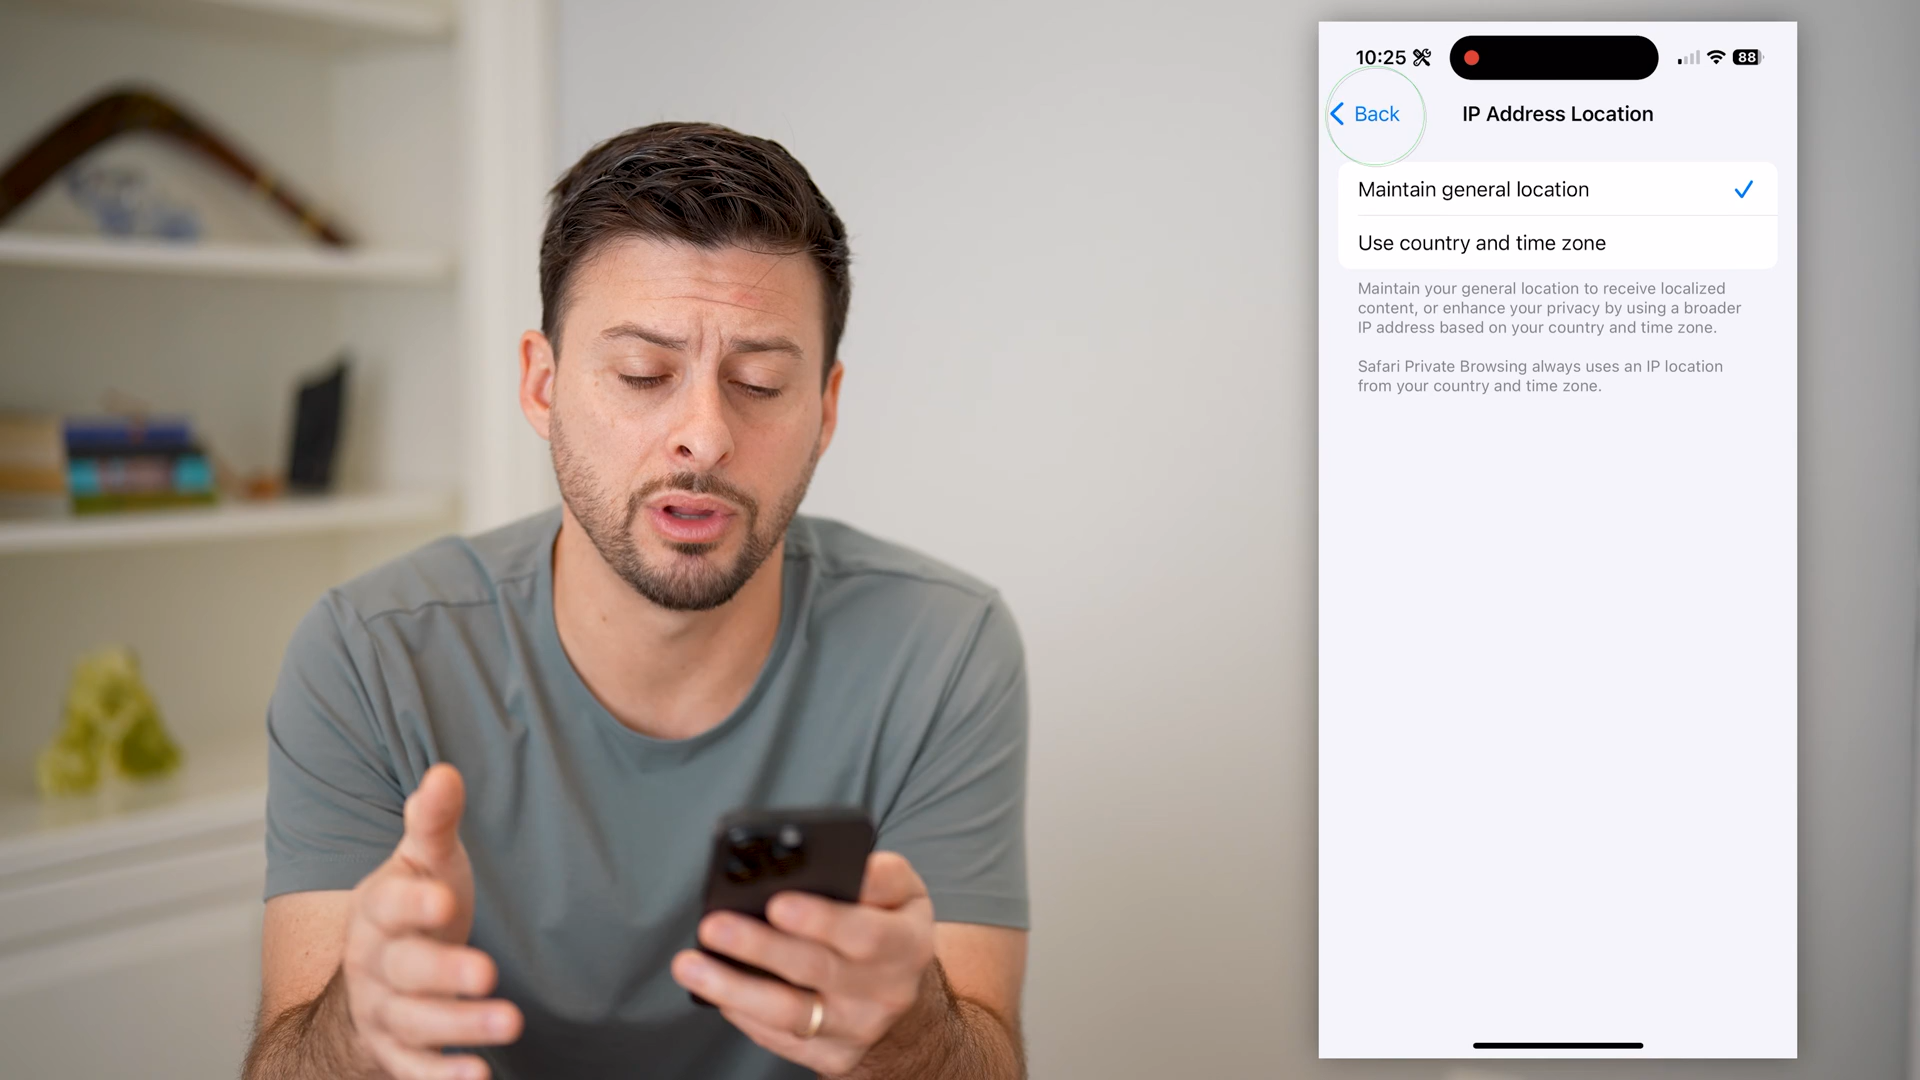 10:25
88
Back
IP Address Location
Maintain general location
Use country and time zone
Maintain your general location to receive localized
content, or enhance your privacy by using a broader
IP address based on your country and time zone.
Safari Private Browsing always uses an IP location
from your country and time zone.